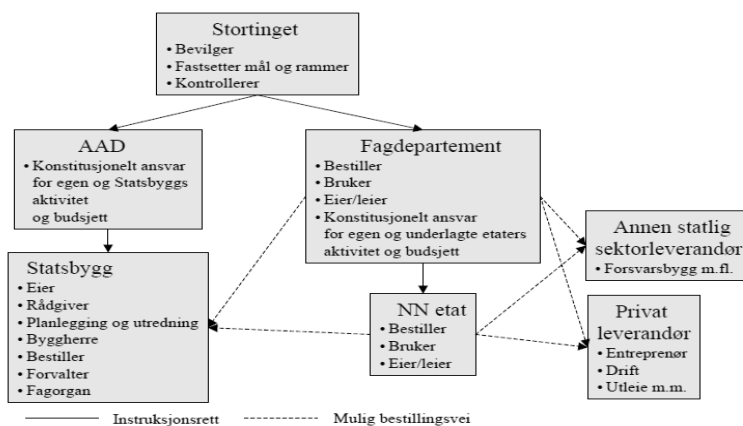 Stortinget
• Bevilger
• Fastsetter mål og rammer
• Kontrollerer
AAD
• Konstitusjonelt ansvar
for egen og Statsbyggs
aktivitet
og budsjett
Fagdepartement
• Bestiller
• Bruker
• Eier/leier
• Konstitusjonelt ansvar
for egen og underlagte etaters
aktivitet og budsjett
Annen statlig
sektorleverandør
• Forsvarsbygg m.fl.
Statsbygg
• Eier
• Rådgiver
• Planlegging og utredning
• Byggherre
• Bestiller
• Forvalter
• Fagorgan
NN etat
• Bestiller
• Bruker
• Eier/leier
Privat
leverandør
• Entreprenør
• Drift
• Utleie m.m.
Instruksjonsrett
Mulig bestillingsvei